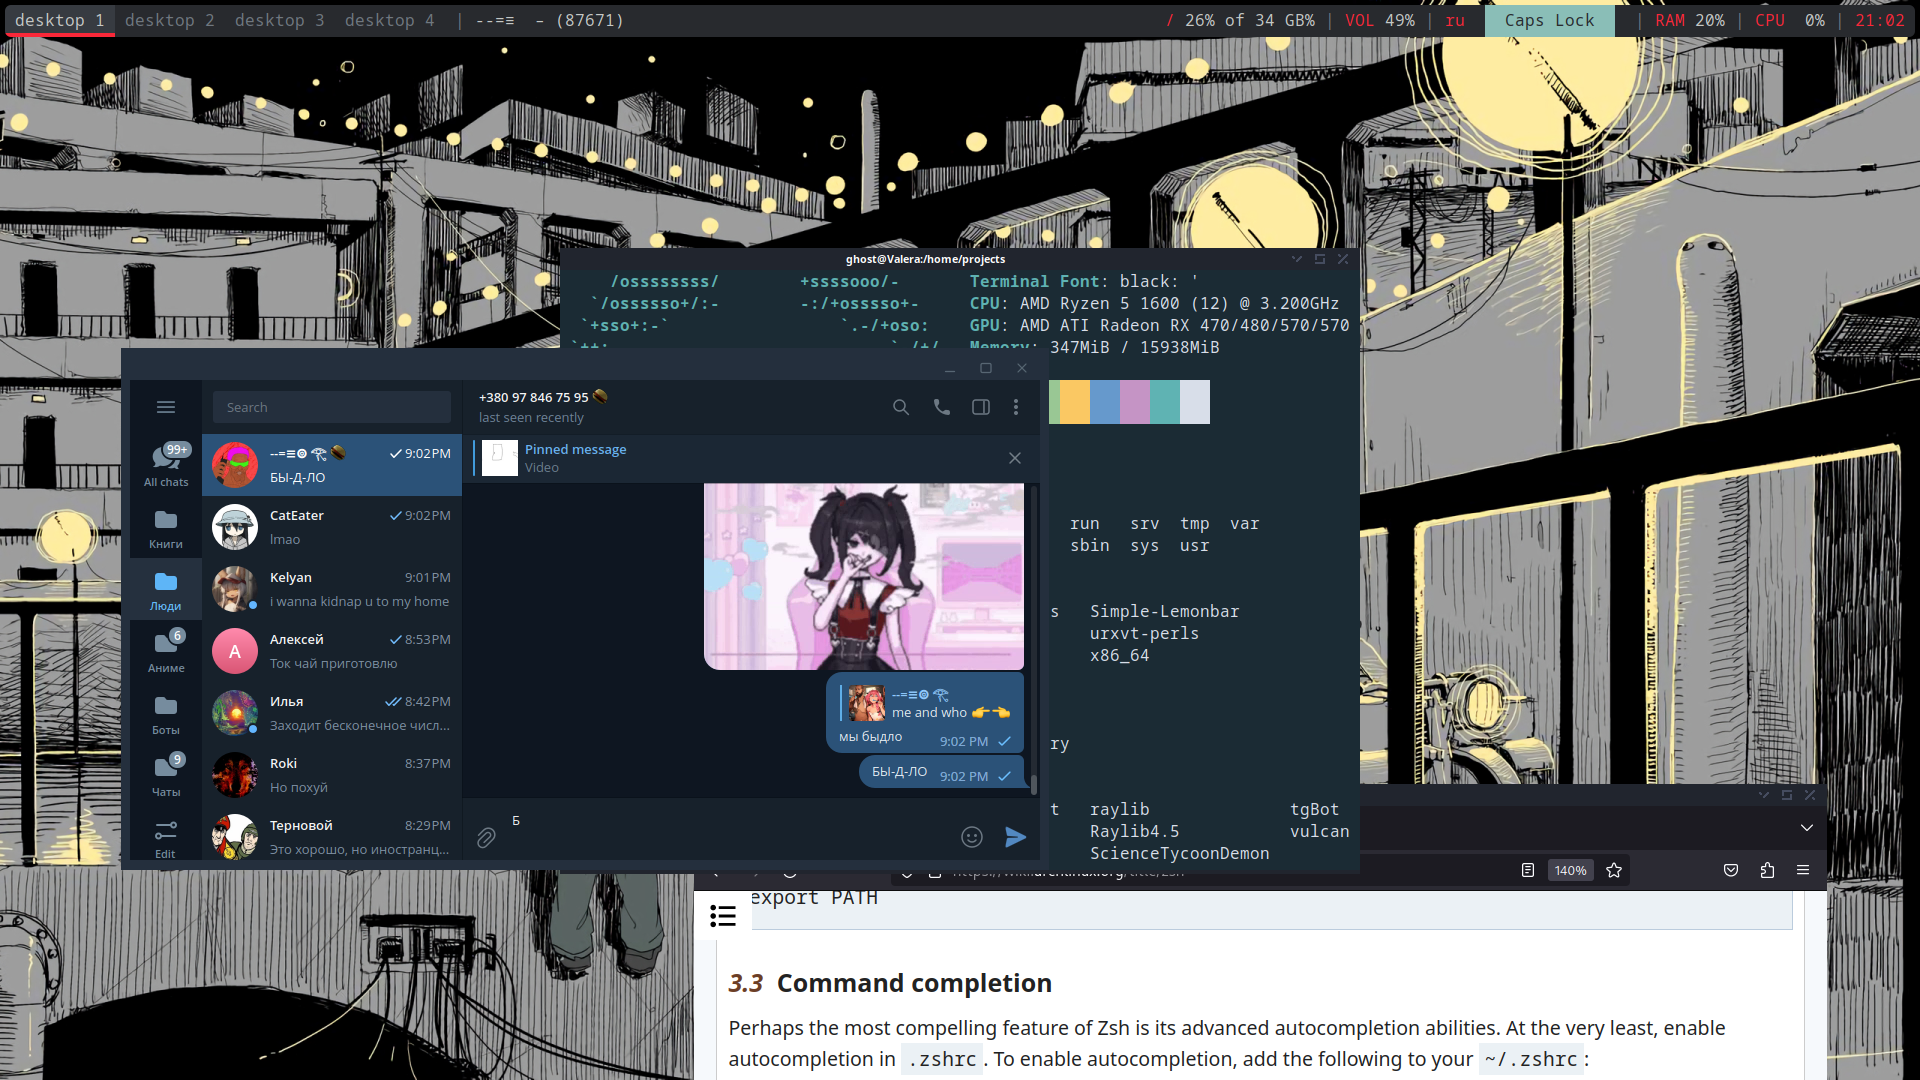 desktop 1 desktop 2 desktop 3 desktop 4 | --=≡ - (87671)
/ 26% of 34 GB% | VOL 49% | ru Caps Lock | RAM 20% | CPU 0% | 21:02
ghost@Valera:/home/projects
/osssssssss/ +ssssooo/- Terminal Font: black: '
`/ossssso+/:- -:/+osssso+- CPU: AMD Ryzen 5 1600 (12) @ 3.200GHz
`+sso+:-` `.-/+oso: GPU: AMD ATI Radeon RX 470/480/570/570
347MiB / 15938MiB
run srv tmp var
sbin sys usr
s Simple-Lemonbar
urxvt-perls
x86_64
ry
t raylib tgBot
Raylib4.5 vulcan
ScienceTycoonDemon
Search
99+
All chats
Книги
Люди
6
Аниме
Боты
9
Чаты
Edit
--=≡ 9:02PM
БЫ-Д-ЛО
CatEater 9:02PM
lmao
Kelyan 9:01PM
i wanna kidnap u to my home
А
Алексей 8:53PM
Ток чай приготовлю
Илья 8:42PM
Заходит бесконечное числ...
Roki 8:37PM
Но похуй
Терновой 8:29PM
Это хорошо, но иностранц...
+380 97 846 75 95
last seen recently
Pinned message
Video
--=≡
me and who 👉👈
мы быдло 9:02 PM
БЫ-Д-ЛО 9:02 PM
Б
140%
export PATH
3.3 Command completion
Perhaps the most compelling feature of Zsh is its advanced autocompletion abilities. At the very least, enable
autocompletion in .zshrc. To enable autocompletion, add the following to your ~/.zshrc: